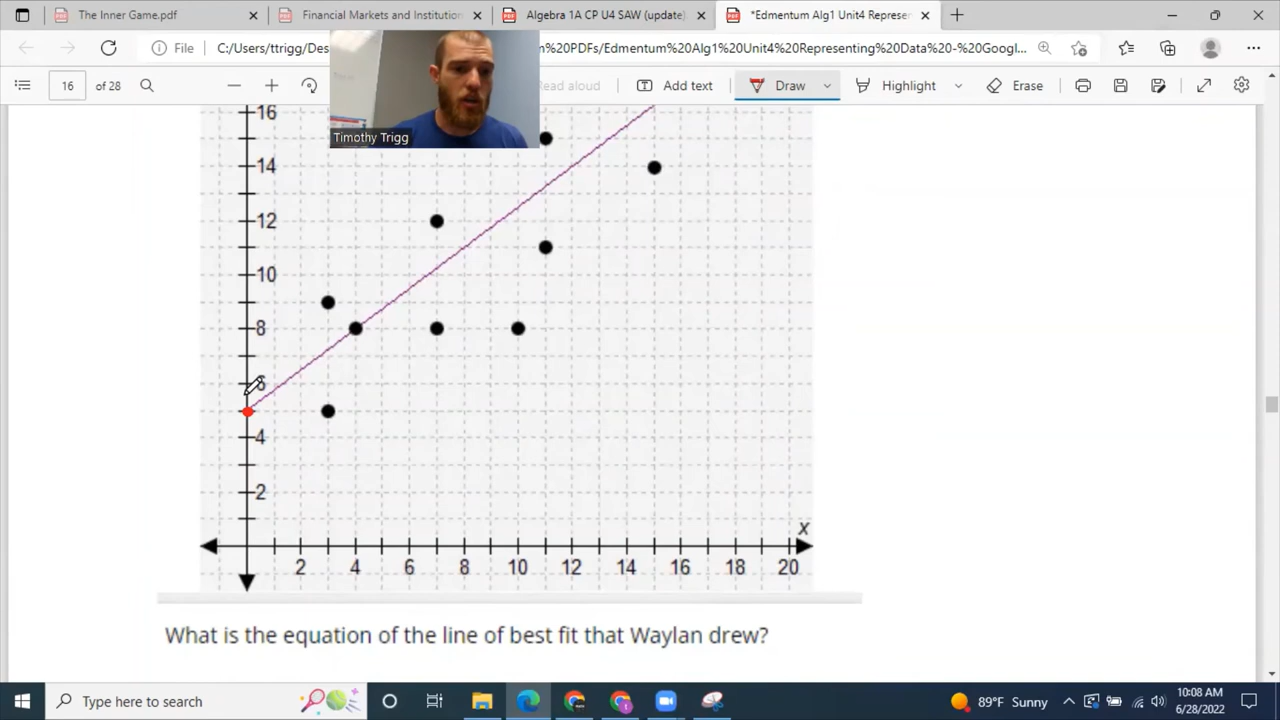 The Inner Game.pdf
Financial Markets and Institution
Algebra 1A CP U4 SAW (update)
*Edmentum Alg1 Unit4 Represe
File
C:/Users/ttrigg/Des
m%20PDFs/Edmentum%20Alg1%20Unit4%20Representing%20Data%20-%20Googl...
16
of 28
Read aloud
Add text
Draw
Highlight
Erase
Timothy Trigg
16
14
12
10
8
4
2
x
2 4 6 8 10 12 14 16 18 20
What is the equation of the line of best fit that Waylan drew?
Type here to search
89°F Sunny
10:08 AM
6/28/2022